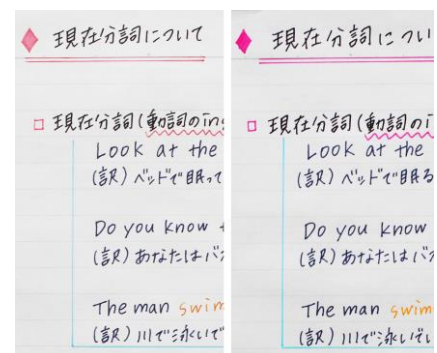 現在分詞について
□ 現在分詞(動詞のing
Look at the
(訳)ベッドで眠って
Do you know
(訳)あなたはバ
The man swim
(訳)川で泳いで
現在分詞につい
□ 現在分詞(動詞のi
Look at the
(訳)ベッドで眠る
Do you know
(訳)あなたはバ
The man swim
(訳)川で泳いでい